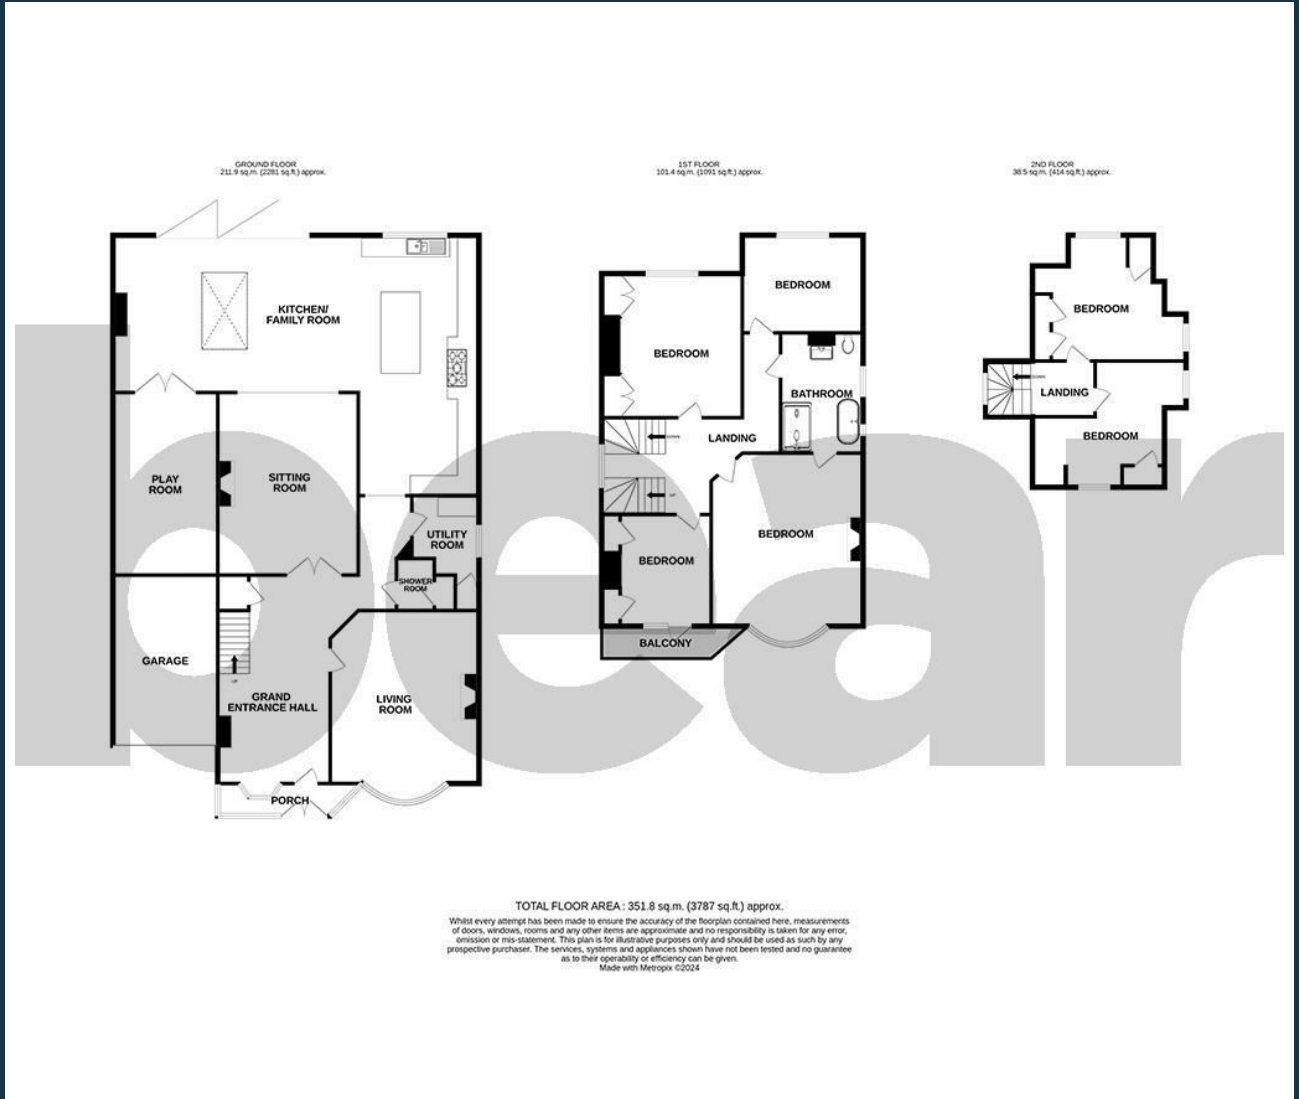 GROUND FLOOR
211.9 sq.m. (2281 sq.ft.) approx.
1ST FLOOR
101.4 sq.m. (1091 sq.ft.) approx.
2ND FLOOR
38.5 sq.m. (414 sq.ft.) approx.
KITCHEN/
FAMILY ROOM
PLAY
ROOM
SITTING
ROOM
UTILITY
ROOM
SHOWER
ROOM
GARAGE
UP
GRAND
ENTRANCE HALL
LIVING
ROOM
PORCH
BEDROOM
BEDROOM
BATHROOM
DOWN
LANDING
UP
BEDROOM
BEDROOM
BALCONY
BEDROOM
DOWN
LANDING
BEDROOM
bear
TOTAL FLOOR AREA : 351.8 sq.m. (3787 sq.ft.) approx.
Whilst every attempt has been made to ensure the accuracy of the floorplan contained here, measurements
of doors, windows, rooms and any other items are approximate and no responsibility is taken for any error,
omission or mis-statement. This plan is for illustrative purposes only and should be used as such by any
prospective purchaser. The services, systems and appliances shown have not been tested and no guarantee
as to their operability or efficiency can be given.
Made with Metropix ©2024